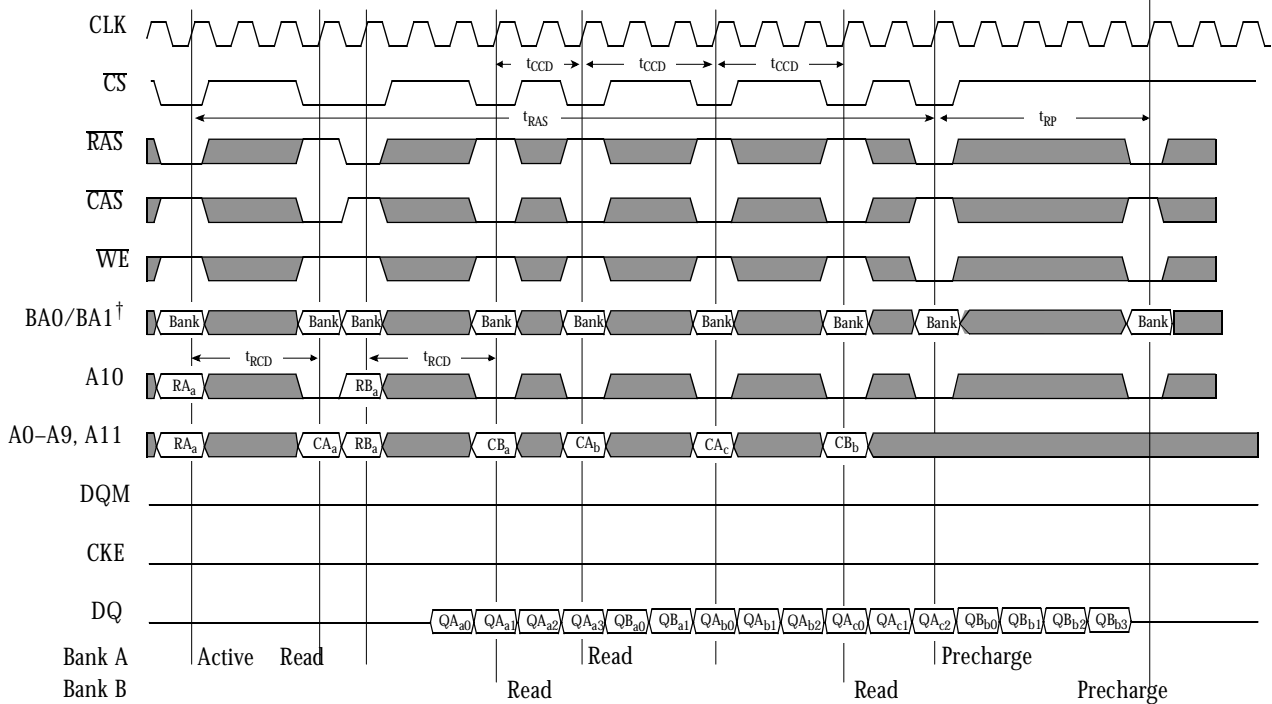 CLK
tCCD tCCD tCCD
CS
tRAS tRP
RAS
CAS
WE
BA0/BA1† Bank Bank Bank Bank Bank Bank Bank Bank Bank
tRCD tRCD
A10 RAa RBa
A0–A9, A11 RAa CAa RBa CBa CAb CAc CBb
DQM
CKE
DQ QAa0 QAa1 QAa2 QAa3 QBa0 QBa1 QAb0 QAb1 QAb2 QAc0 QAc1 QAc2 QBb0 QBb1 QBb2 QBb3
Bank A Active Read Read Precharge
Bank B Read Read Precharge